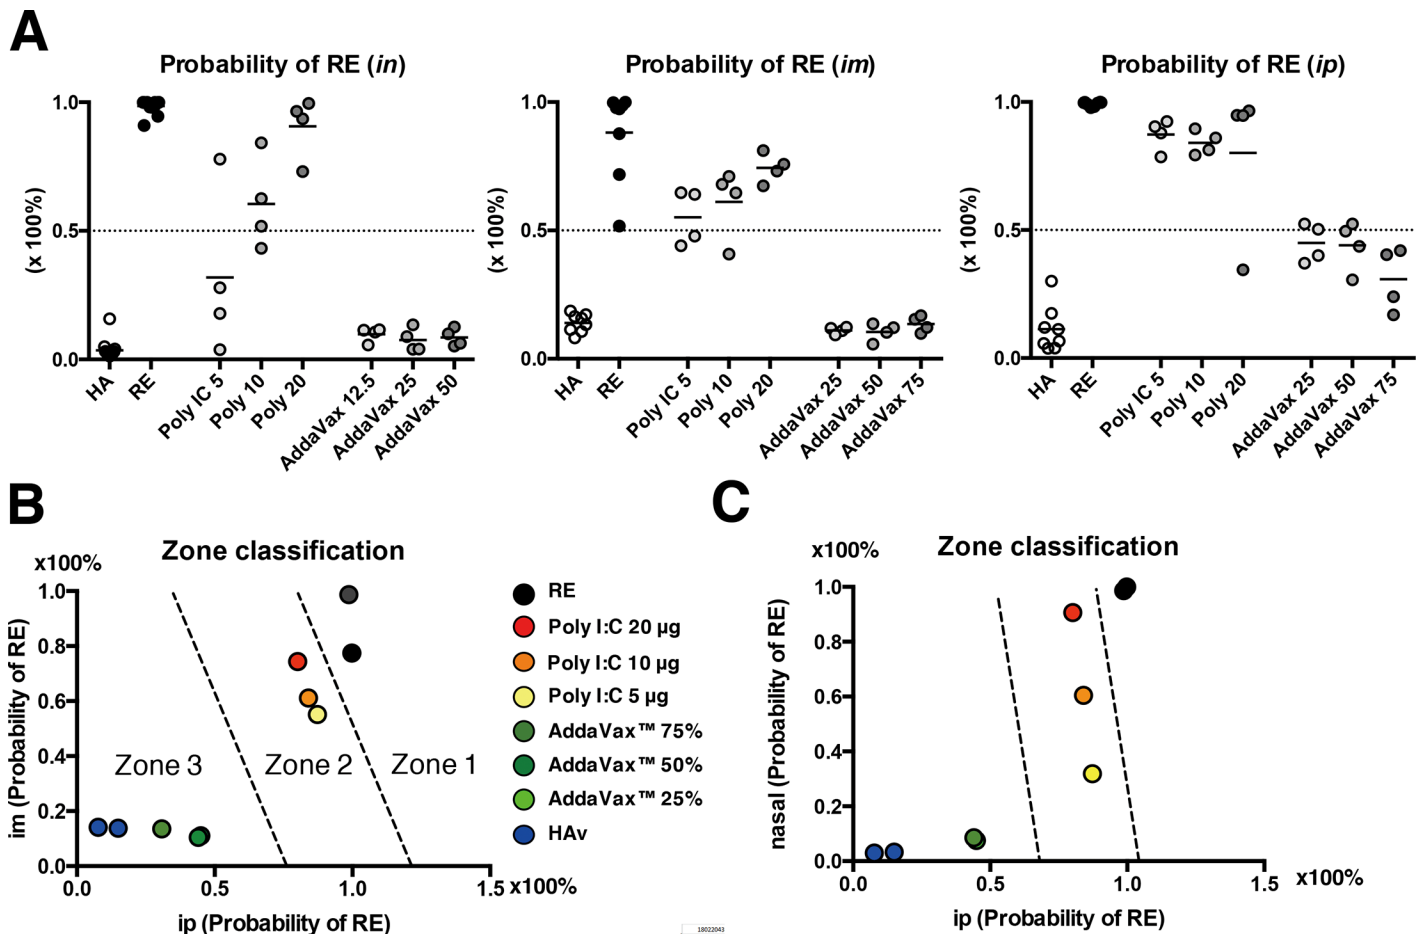 A
Probability of RE (in)
(x 100%)
1.0
0.5
0.0
HA
RE
Poly IC 5
Poly 10
Poly 20
AddaVax 12.5
AddaVax 25
AddaVax 50
Probability of RE (im)
(x 100%)
1.0
0.5
0.0
HA
RE
Poly IC 5
Poly 10
Poly 20
AddaVax 25
AddaVax 50
AddaVax 75
Probability of RE (ip)
(x 100%)
1.0
0.5
0.0
HA
RE
Poly IC 5
Poly 10
Poly 20
AddaVax 25
AddaVax 50
AddaVax 75
B
Zone classification
x100%
im (Probability of RE)
1.0
0.8
0.6
0.4
0.2
0.0
Zone 3
Zone 2
Zone 1
0.0
0.5
1.0
1.5
x100%
ip (Probability of RE)
RE
Poly I:C 20 µg
Poly I:C 10 µg
Poly I:C 5 µg
AddaVax™ 75%
AddaVax™ 50%
AddaVax™ 25%
HAv
C
Zone classification
x100%
nasal (Probability of RE)
1.0
0.8
0.6
0.4
0.2
0.0
0.0
0.5
1.0
1.5
x100%
ip (Probability of RE)
18022043